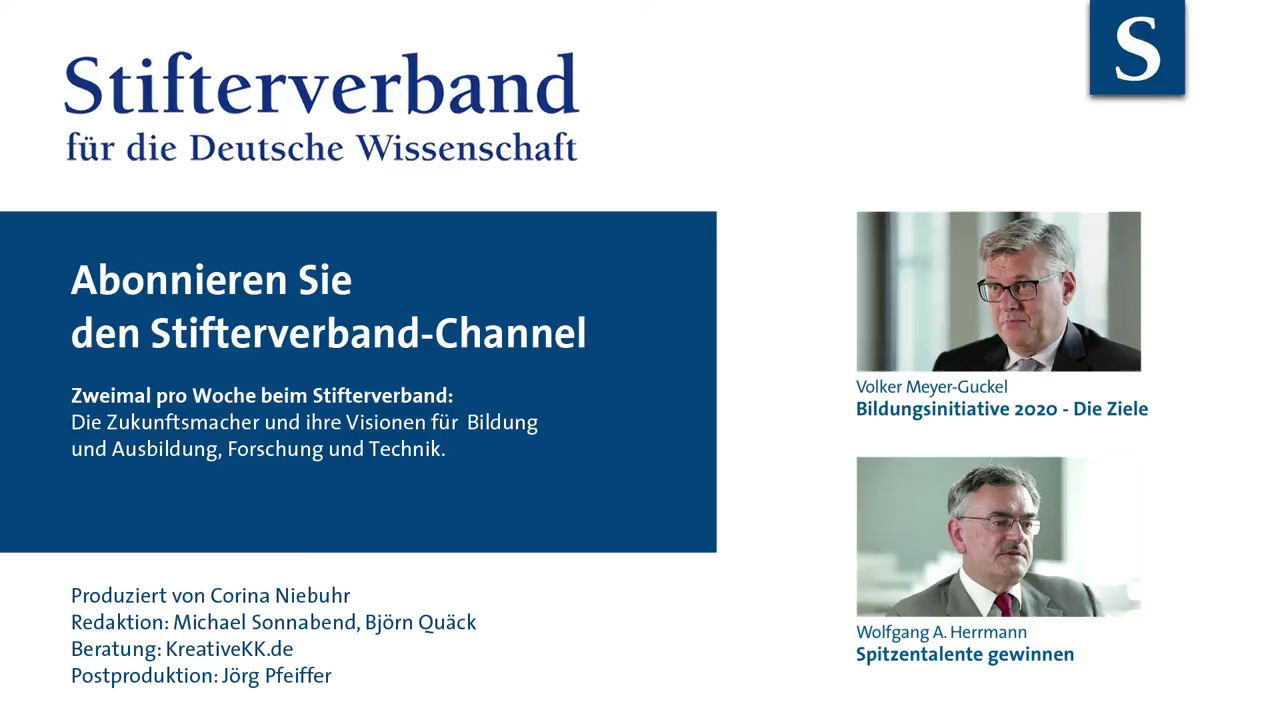 Stifterverband
für die Deutsche Wissenschaft
S
Abonnieren Sie
den Stifterverband-Channel
Zweimal pro Woche beim Stifterverband:
Die Zukunftsmacher und ihre Visionen für Bildung
und Ausbildung, Forschung und Technik.
Volker Meyer-Guckel
Bildungsinitiative 2020 - Die Ziele
Wolfgang A. Herrmann
Spitzentalente gewinnen
Produziert von Corina Niebuhr
Redaktion: Michael Sonnabend, Björn Quäck
Beratung: KreativeKK.de
Postproduktion: Jörg Pfeiffer